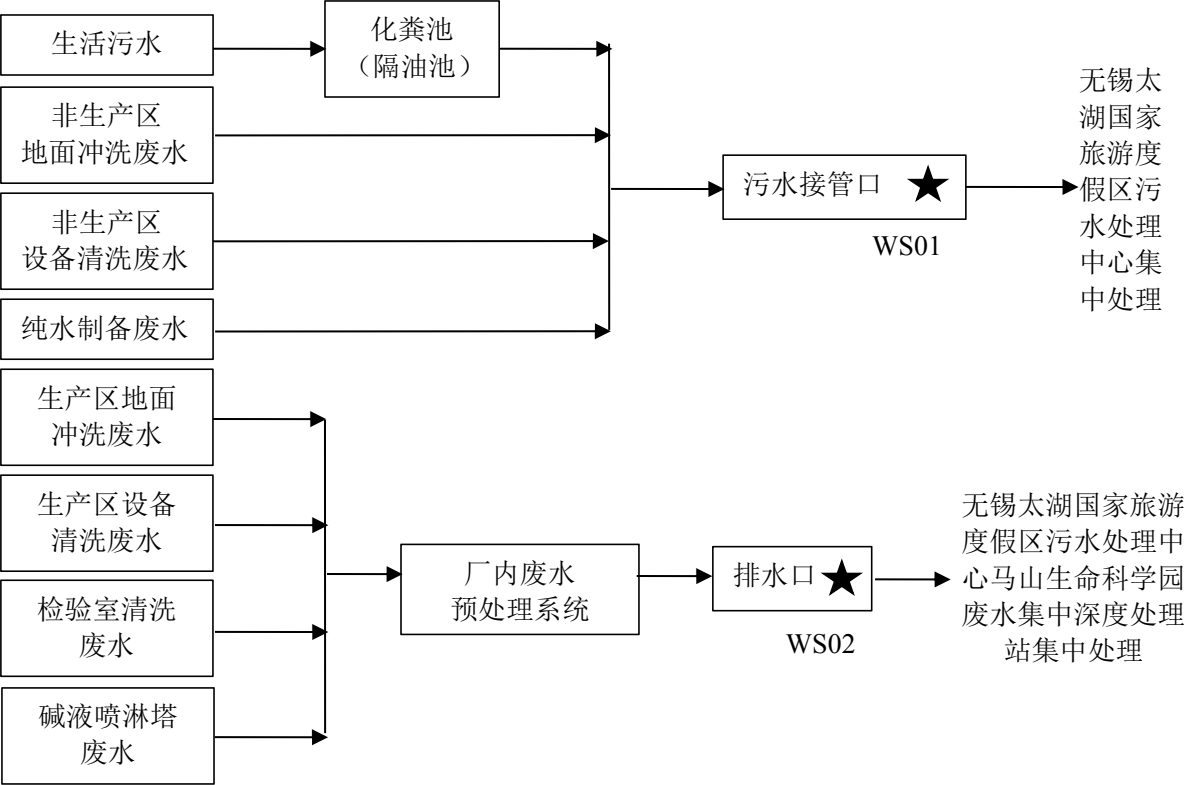 生活污水
化粪池
（隔油池）
非生产区
地面冲洗废水
非生产区
设备清洗废水
纯水制备废水
污水接管口 ★
WS01
无锡太
湖国家
旅游度
假区污
水处理
中心集
中处理
生产区地面
冲洗废水
生产区设备
清洗废水
检验室清洗
废水
碱液喷淋塔
废水
厂内废水
预处理系统
排水口 ★
WS02
无锡太湖国家旅游
度假区污水处理中
心马山生命科学园
废水集中深度处理
站集中处理